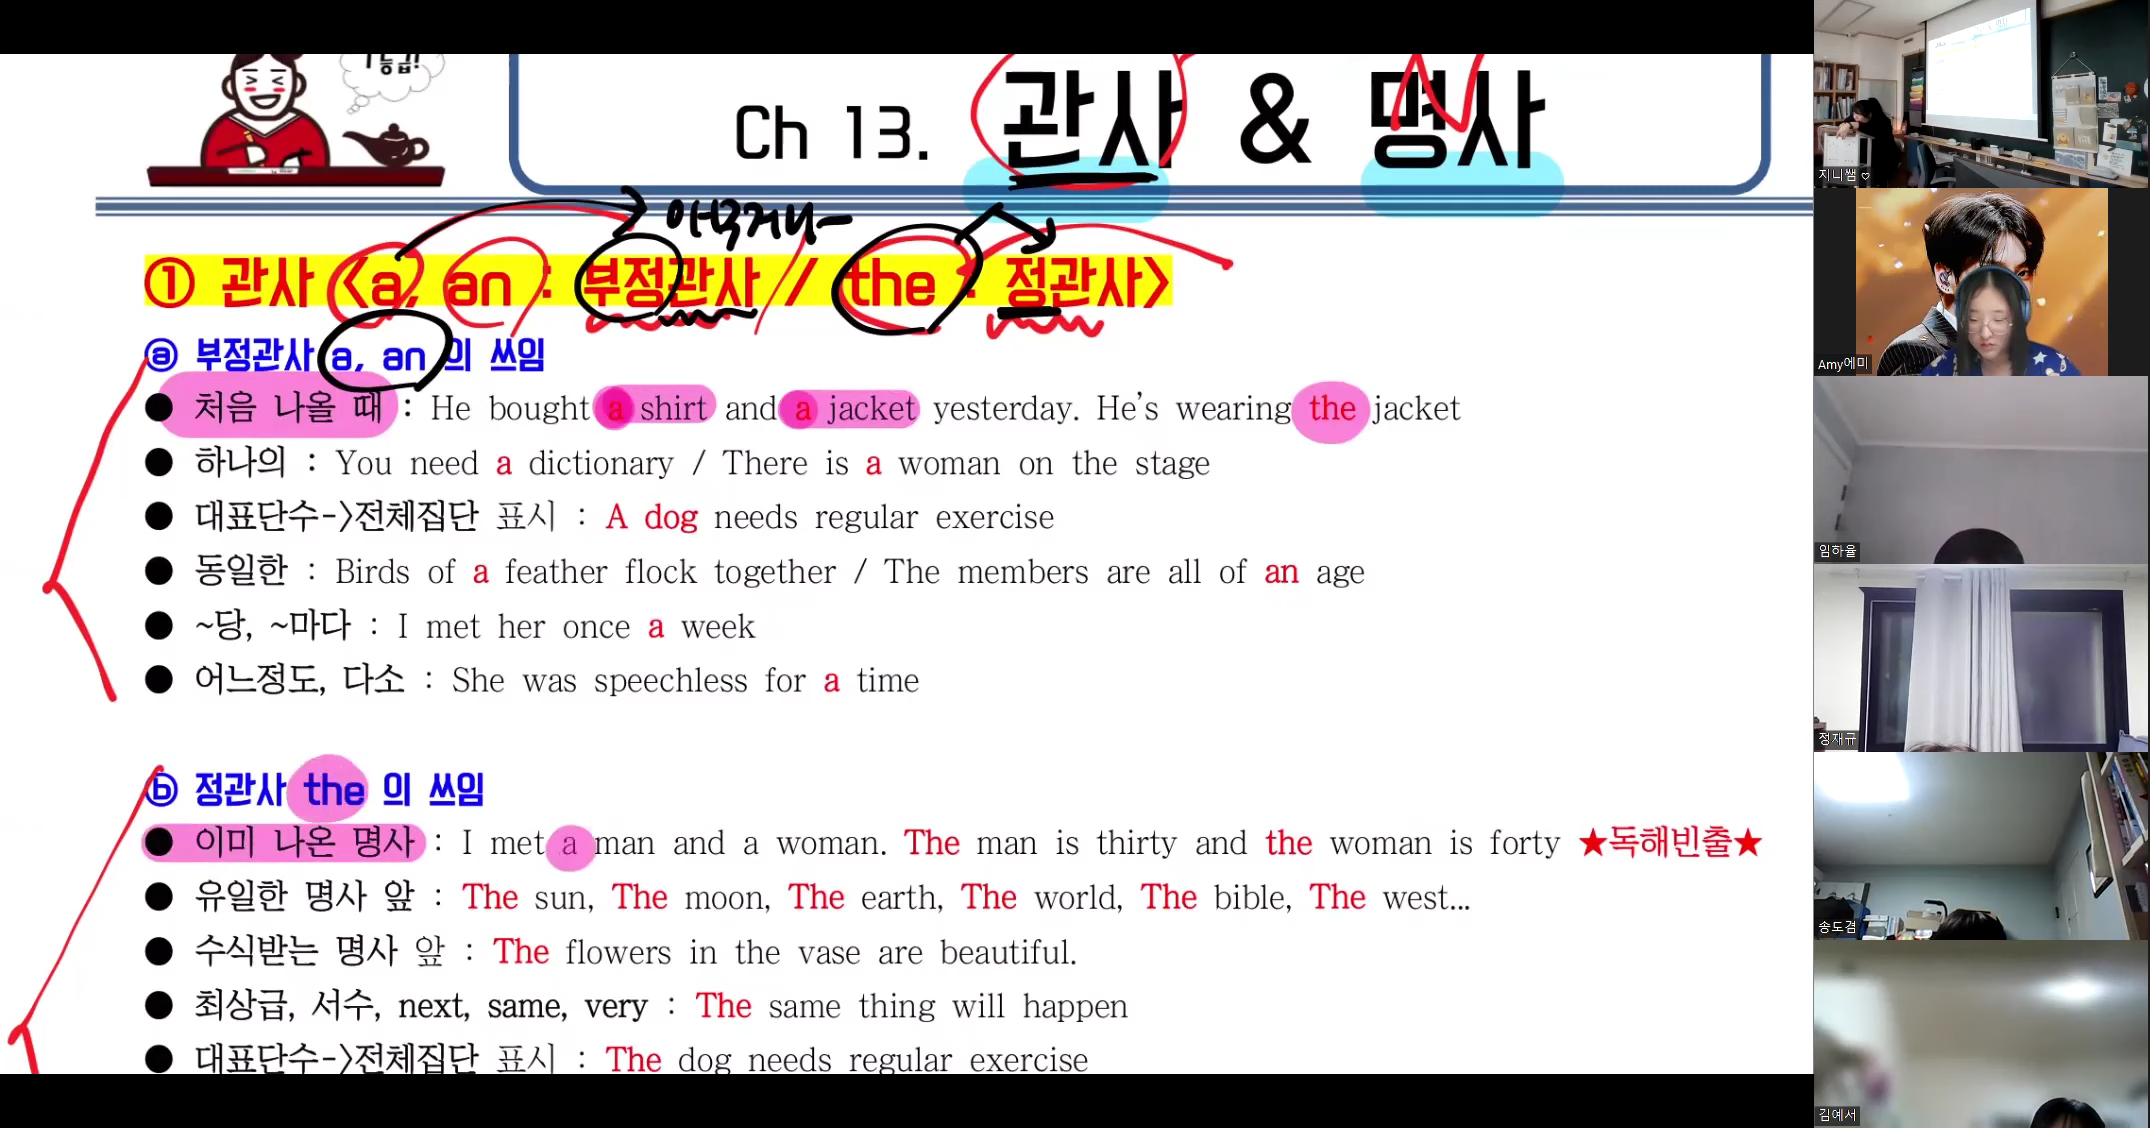 1등급!
Ch 13. 관사 & 명사
N
① 관사 <a, an : 부정관사 / the : 정관사>
ⓐ 부정관사 a, an 의 쓰임
● 처음 나올 때 : He bought a shirt and a jacket yesterday. He's wearing the jacket
● 하나의 : You need a dictionary / There is a woman on the stage
● 대표단수->전체집단 표시 : A dog needs regular exercise
● 동일한 : Birds of a feather flock together / The members are all of an age
● ~당, ~마다 : I met her once a week
● 어느정도, 다소 : She was speechless for a time
ⓑ 정관사 the 의 쓰임
● 이미 나온 명사 : I met a man and a woman. The man is thirty and the woman is forty ★독해빈출★
● 유일한 명사 앞 : The sun, The moon, The earth, The world, The bible, The west...
● 수식받는 명사 앞 : The flowers in the vase are beautiful.
● 최상급, 서수, next, same, very : The same thing will happen
● 대표단수->전체집단 표시 : The dog needs regular exercise
지니쌤 ♡
Amy에미
임하율
정재규
송도겸
김예서